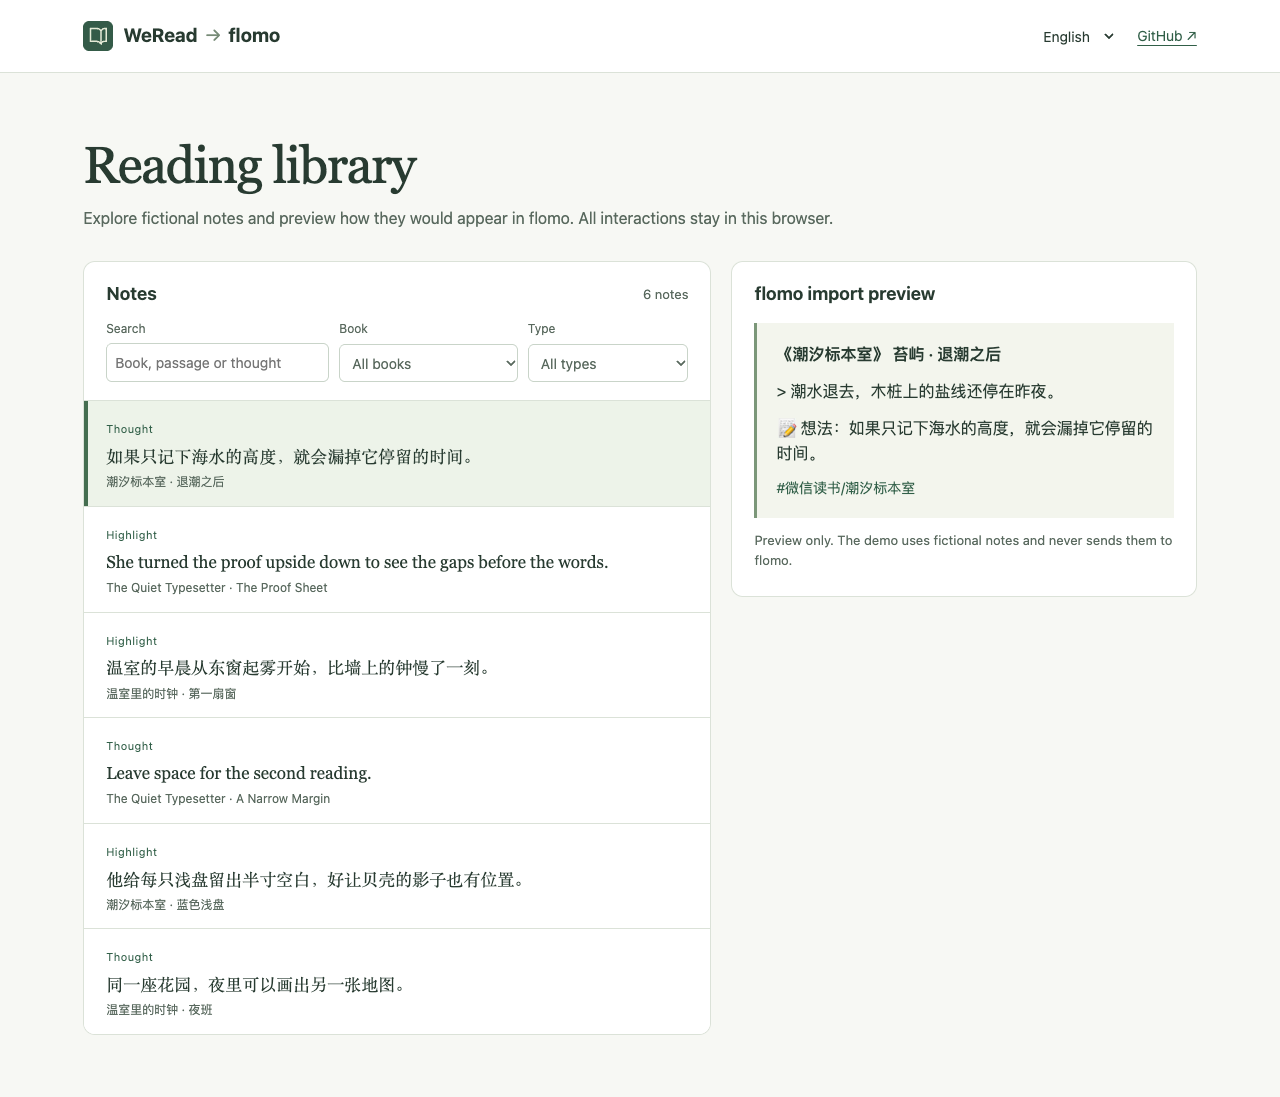 WeRead → flomo
English
GitHub ↗
Reading library
Explore fictional notes and preview how they would appear in flomo. All interactions stay in this browser.
Notes
6 notes
Search
Book
Type
Book, passage or thought
All books
All types
Thought
如果只记下海水的高度，就会漏掉它停留的时间。
潮汐标本室 · 退潮之后
Highlight
She turned the proof upside down to see the gaps before the words.
The Quiet Typesetter · The Proof Sheet
Highlight
温室的早晨从东窗起雾开始，比墙上的钟慢了一刻。
温室里的时钟 · 第一扇窗
Thought
Leave space for the second reading.
The Quiet Typesetter · A Narrow Margin
Highlight
他给每只浅盘留出半寸空白，好让贝壳的影子也有位置。
潮汐标本室 · 蓝色浅盘
Thought
同一座花园，夜里可以画出另一张地图。
温室里的时钟 · 夜班
flomo import preview
《潮汐标本室》 苔屿 · 退潮之后
> 潮水退去，木桩上的盐线还停在昨夜。
📝 想法：如果只记下海水的高度，就会漏掉它停留的
时间。
#微信读书/潮汐标本室
Preview only. The demo uses fictional notes and never sends them to
flomo.